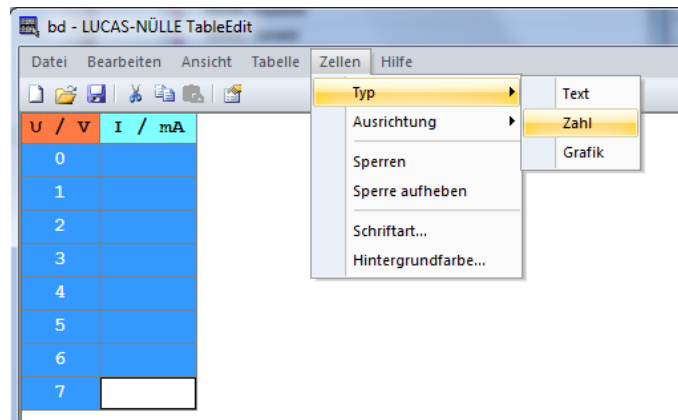 bd - LUCAS-NÜLLE TableEdit
Datei Bearbeiten Ansicht Tabelle Zellen Hilfe
Typ
Text
Ausrichtung
Zahl
Grafik
Sperren
Sperre aufheben
Schriftart...
Hintergrundfarbe...
U / V I / mA
0
1
2
3
4
5
6
7